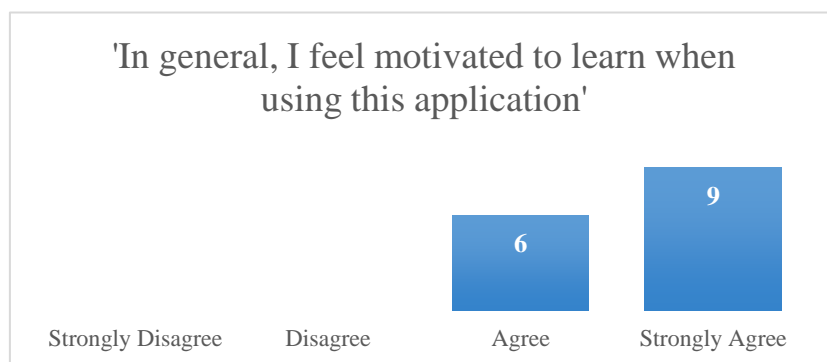 'In general, I feel motivated to learn when
using this application'
9
6
Strongly Disagree Disagree Agree Strongly Agree